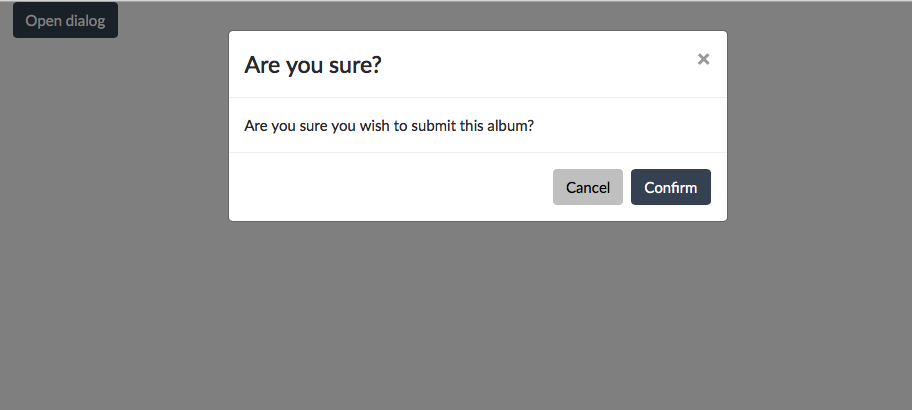 Open dialog
Are you sure?
×
Are you sure you wish to submit this album?
Cancel Confirm